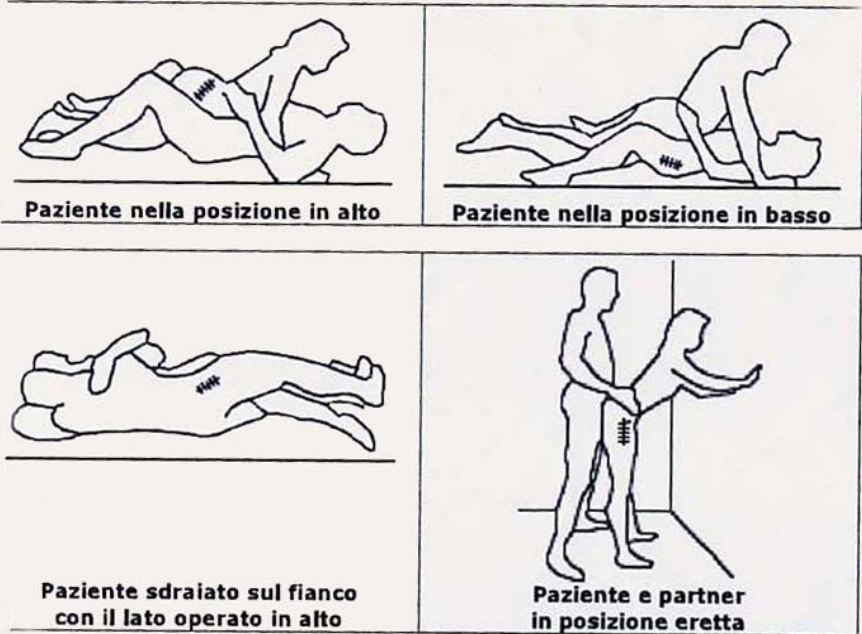 Paziente nella posizione in alto
Paziente nella posizione in basso
Paziente sdraiato sul fianco
con il lato operato in alto
Paziente e partner
in posizione eretta